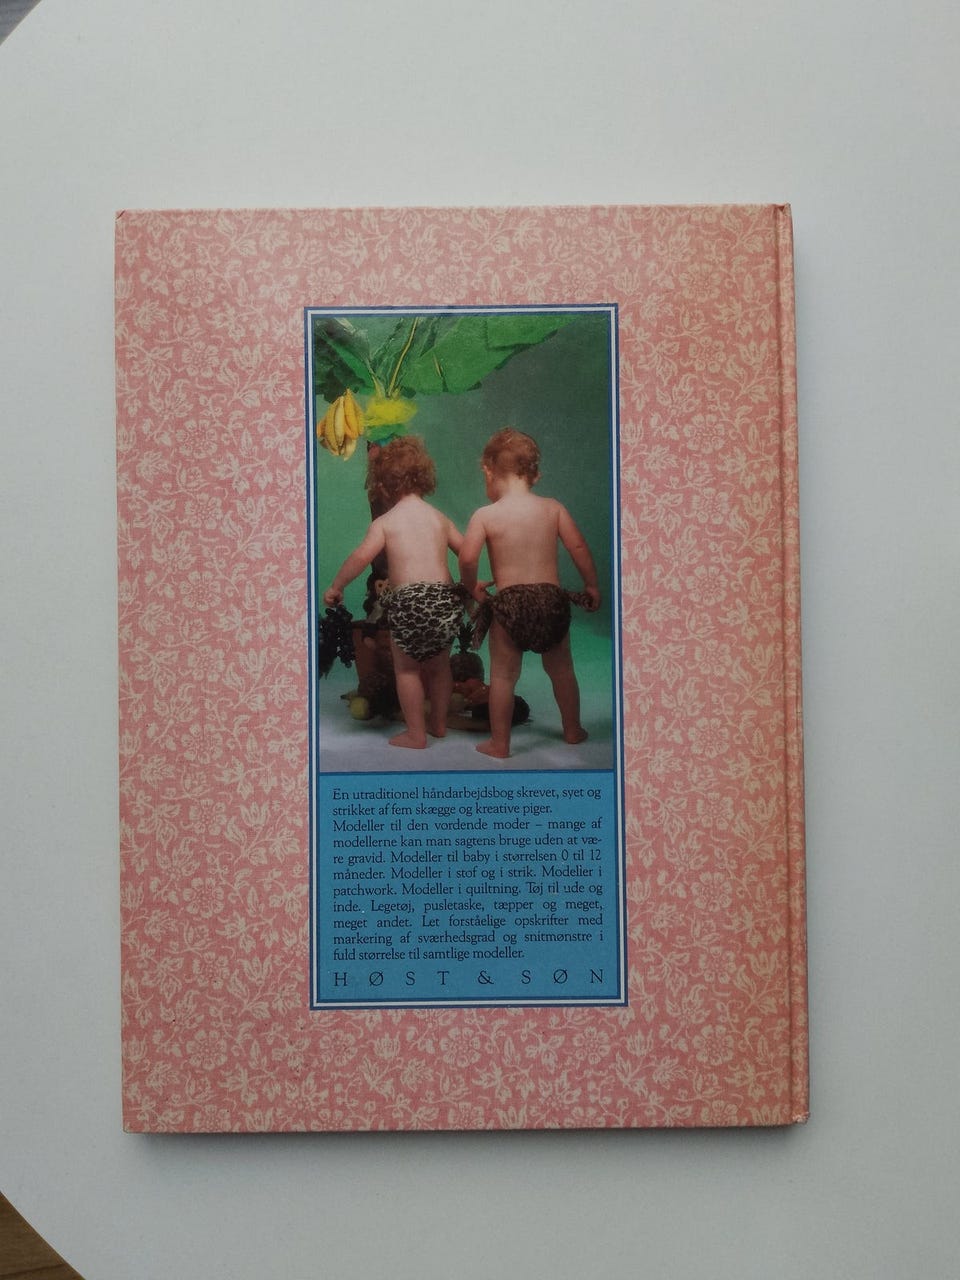 En utraditionel håndarbejdsbog skrevet, syet og
strikket af fem skægge og kreative piger.
Modeller til den vordende moder – mange af
modellerne kan man sagtens bruge uden at væ-
re gravid. Modeller til baby i størrelsen 0 til 12
måneder. Modeller i stof og i strik. Modeller i
patchwork. Modeller i quiltning. Tøj til ude og
inde. Legetøj, pusletaske, tæpper og meget,
meget andet. Let forståelige opskrifter med
markering af sværhedsgrad og snitmønstre i
fuld størrelse til samtlige modeller.
HØST & SØN